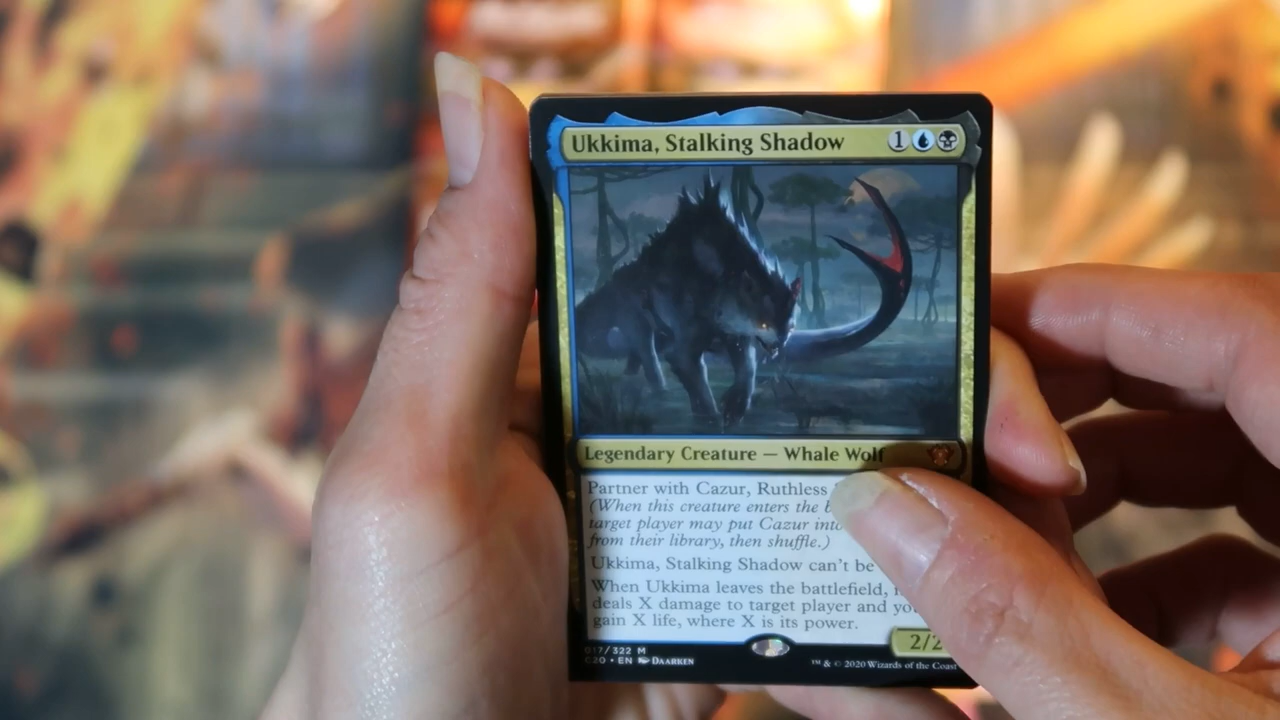 Ukkima, Stalking Shadow 1
Legendary Creature — Whale Wolf
Partner with Cazur, Ruthless
(When this creature enters the
target player may put Cazur into
from their library, then shuffle.)
Ukkima, Stalking Shadow can't be
When Ukkima leaves the battlefield,
deals X damage to target player and you
gain X life, where X is its power.
2/2
017/322 M
C20 • EN DAARKEN
™ & © 2020 Wizards of the Coast